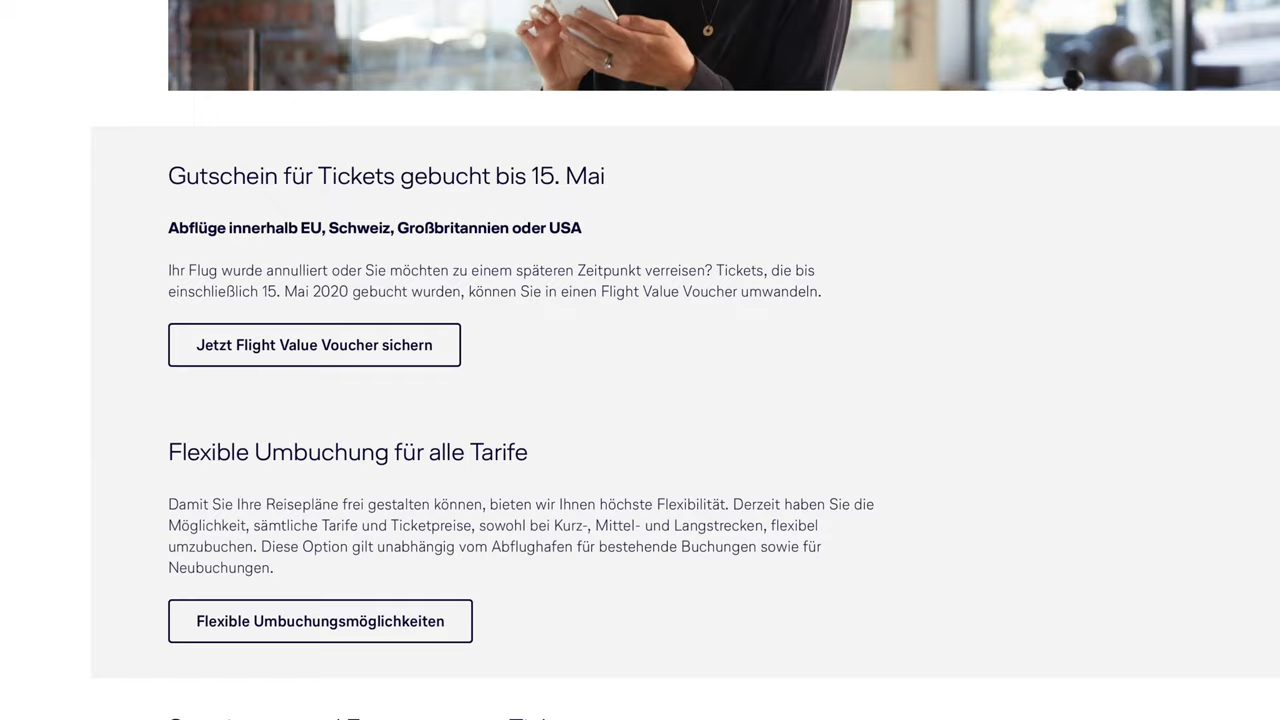 Gutschein für Tickets gebucht bis 15. Mai
Abflüge innerhalb EU, Schweiz, Großbritannien oder USA
Ihr Flug wurde annulliert oder Sie möchten zu einem späteren Zeitpunkt verreisen? Tickets, die bis
einschließlich 15. Mai 2020 gebucht wurden, können Sie in einen Flight Value Voucher umwandeln.
Jetzt Flight Value Voucher sichern
Flexible Umbuchung für alle Tarife
Damit Sie Ihre Reisepläne frei gestalten können, bieten wir Ihnen höchste Flexibilität. Derzeit haben Sie die
Möglichkeit, sämtliche Tarife und Ticketpreise, sowohl bei Kurz-, Mittel- und Langstrecken, flexibel
umzubuchen. Diese Option gilt unabhängig vom Abflughafen für bestehende Buchungen sowie für
Neubuchungen.
Flexible Umbuchungsmöglichkeiten